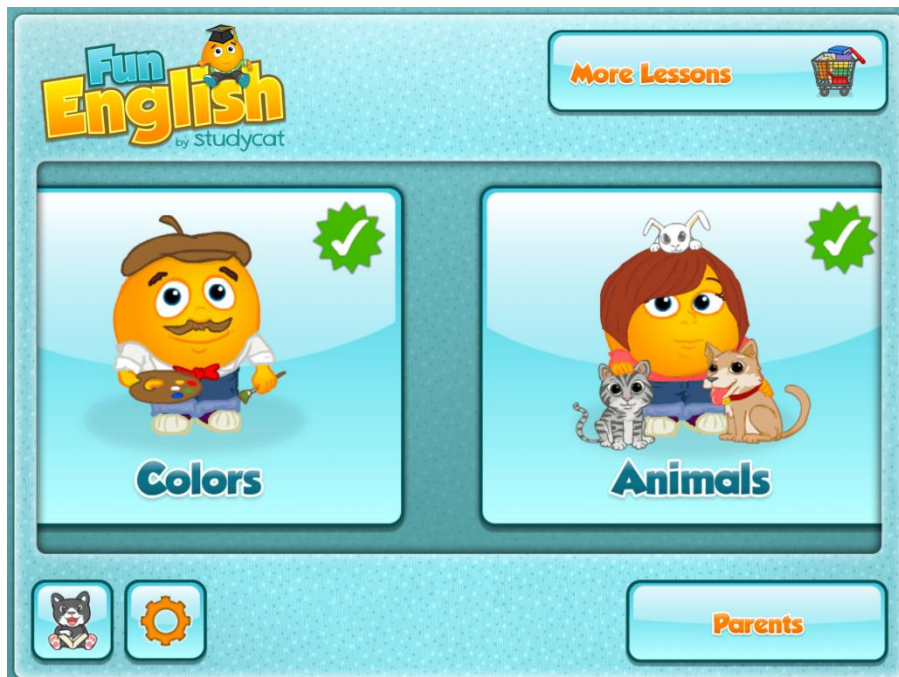 Fun
English
by studycat
More Lessons
Colors
Animals
Parents